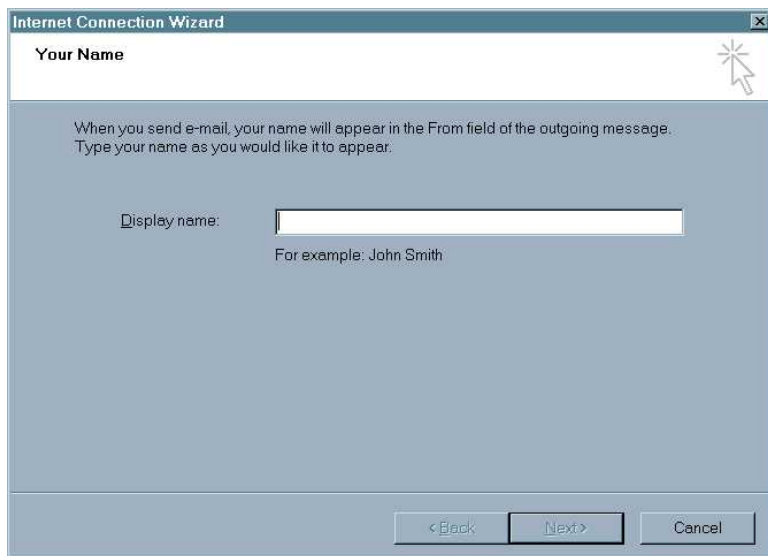 Internet Connection Wizard
Your Name
When you send e-mail, your name will appear in the From field of the outgoing message.
Type your name as you would like it to appear.
Display name:
For example: John Smith
< Back Next > Cancel